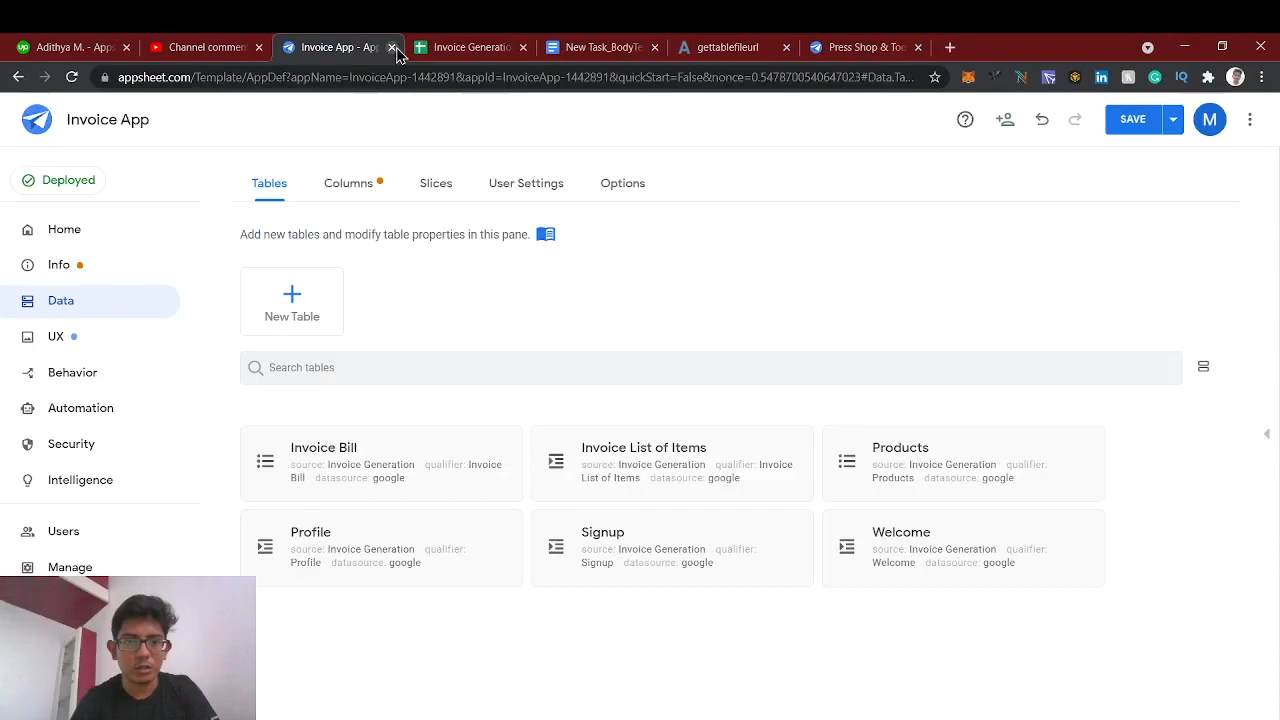 Adithya M. - Apps
Channel commen
Invoice App - App
Invoice Generatio
New Task_BodyTe
gettablefileurl
Press Shop & Too
appsheet.com/Template/AppDef?appName=InvoiceApp-1442891&appId=InvoiceApp-1442891&quickStart=False&nonce=0.5478700540647023#Data.Ta...
Invoice App
SAVE
M
Deployed
Tables
Columns
Slices
User Settings
Options
Home
Info
Data
UX
Behavior
Automation
Security
Intelligence
Users
Manage
Add new tables and modify table properties in this pane.
New Table
Search tables
Invoice Bill
source: Invoice Generation qualifier: Invoice
Bill datasource: google
Invoice List of Items
source: Invoice Generation qualifier: Invoice
List of Items datasource: google
Products
source: Invoice Generation qualifier:
Products datasource: google
Profile
source: Invoice Generation qualifier:
Profile datasource: google
Signup
source: Invoice Generation qualifier:
Signup datasource: google
Welcome
source: Invoice Generation qualifier:
Welcome datasource: google